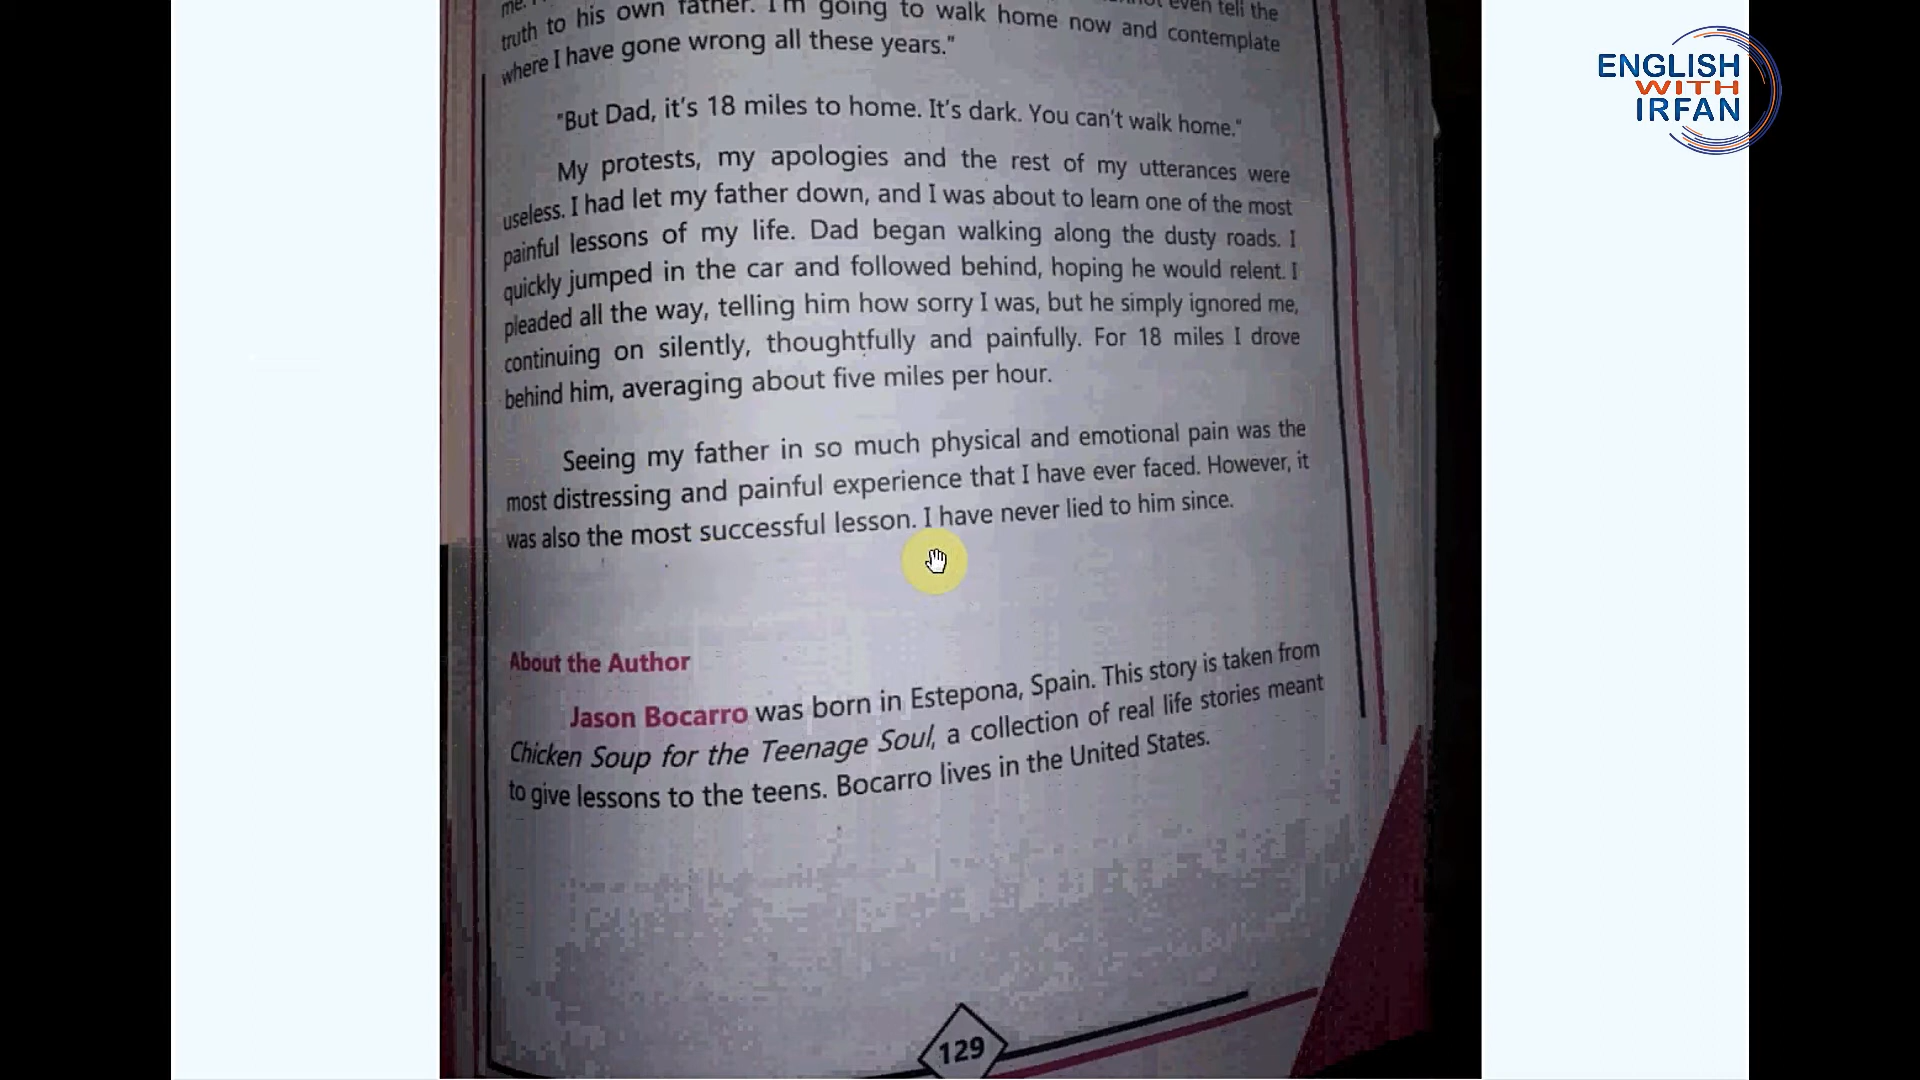 me.
even tell the
truth to his own father. I'm going to walk home now and contemplate
where I have gone wrong all these years."
"But Dad, it's 18 miles to home. It's dark. You can't walk home."
My protests, my apologies and the rest of my utterances were
useless. I had let my father down, and I was about to learn one of the most
painful lessons of my life. Dad began walking along the dusty roads. I
quickly jumped in the car and followed behind, hoping he would relent. I
pleaded all the way, telling him how sorry I was, but he simply ignored me,
continuing on silently, thoughtfully and painfully. For 18 miles I drove
behind him, averaging about five miles per hour.
Seeing my father in so much physical and emotional pain was the
most distressing and painful experience that I have ever faced. However, it
was also the most successful lesson. I have never lied to him since.
About the Author
Jason Bocarro was born in Estepona, Spain. This story is taken from
Chicken Soup for the Teenage Soul, a collection of real life stories meant
to give lessons to the teens. Bocarro lives in the United States.
129
ENGLISH
WITH
IRFAN